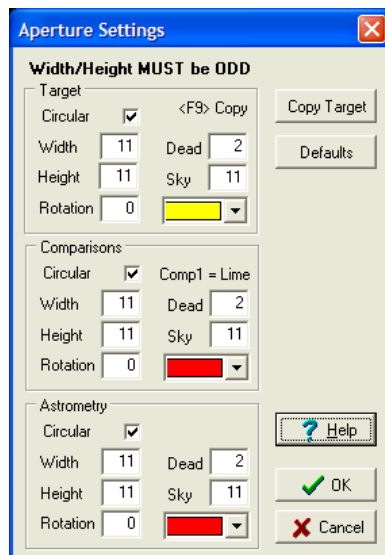 Aperture Settings
Width/Height MUST be ODD
Target
Circular <F9> Copy
Width 11 Dead 2
Height 11 Sky 11
Rotation 0
Copy Target
Defaults
Comparisons
Circular Comp1 = Lime
Width 11 Dead 2
Height 11 Sky 11
Rotation 0
Astrometry
Circular
Width 11 Dead 2
Height 11 Sky 11
Rotation 0
? Help
OK
Cancel